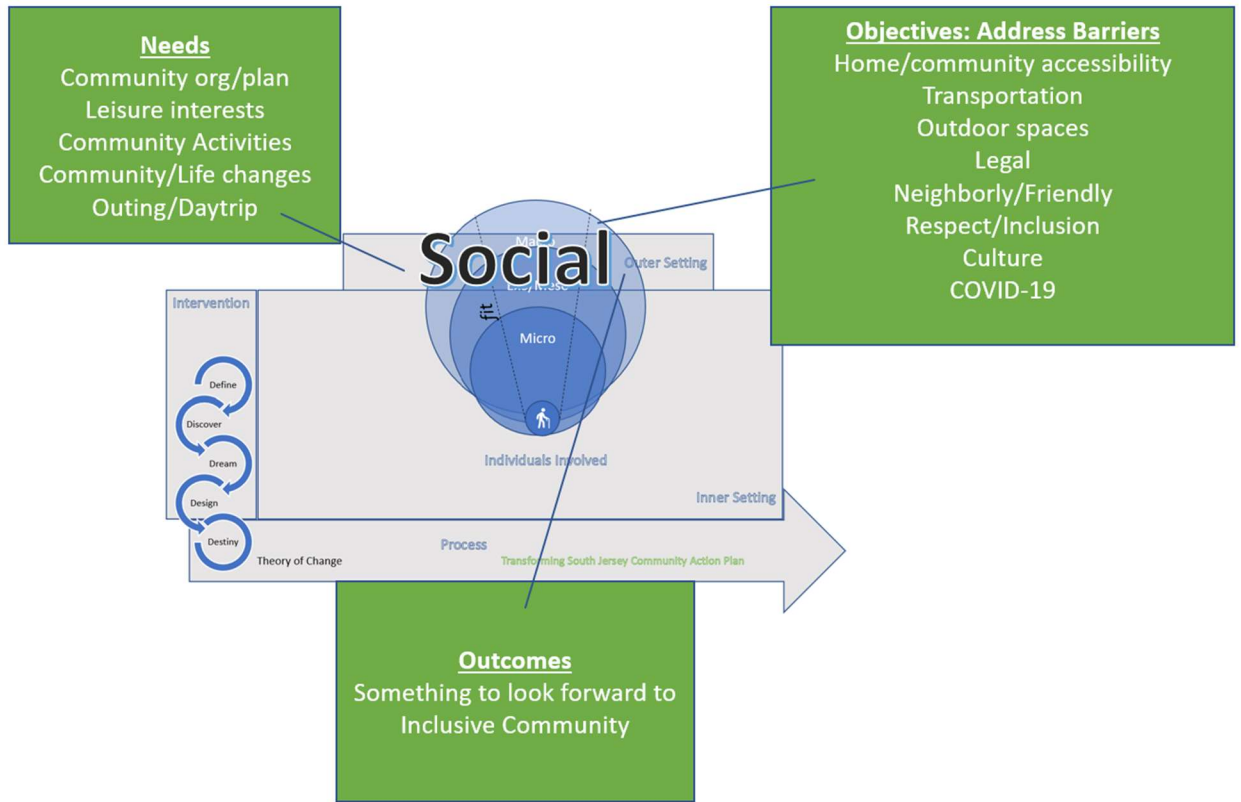 Needs
Community org/plan
Leisure interests
Community Activities
Community/Life changes
Outing/Daytrip
Objectives: Address Barriers
Home/community accessibility
Transportation
Outdoor spaces
Legal
Neighborly/Friendly
Respect/Inclusion
Culture
COVID-19
Social
Outer Setting
Intervention
fit
Micro
Define
Discover
Dream
Design
Destiny
Individuals Involved
Inner Setting
Process
Theory of Change
Transforming South Jersey Community Action Plan
Outcomes
Something to look forward to
Inclusive Community